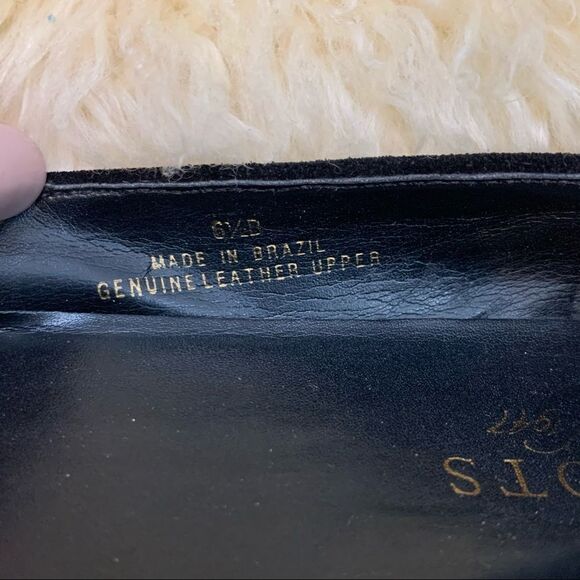 6½D
MADE IN BRAZIL
GENUINE LEATHER UPPER